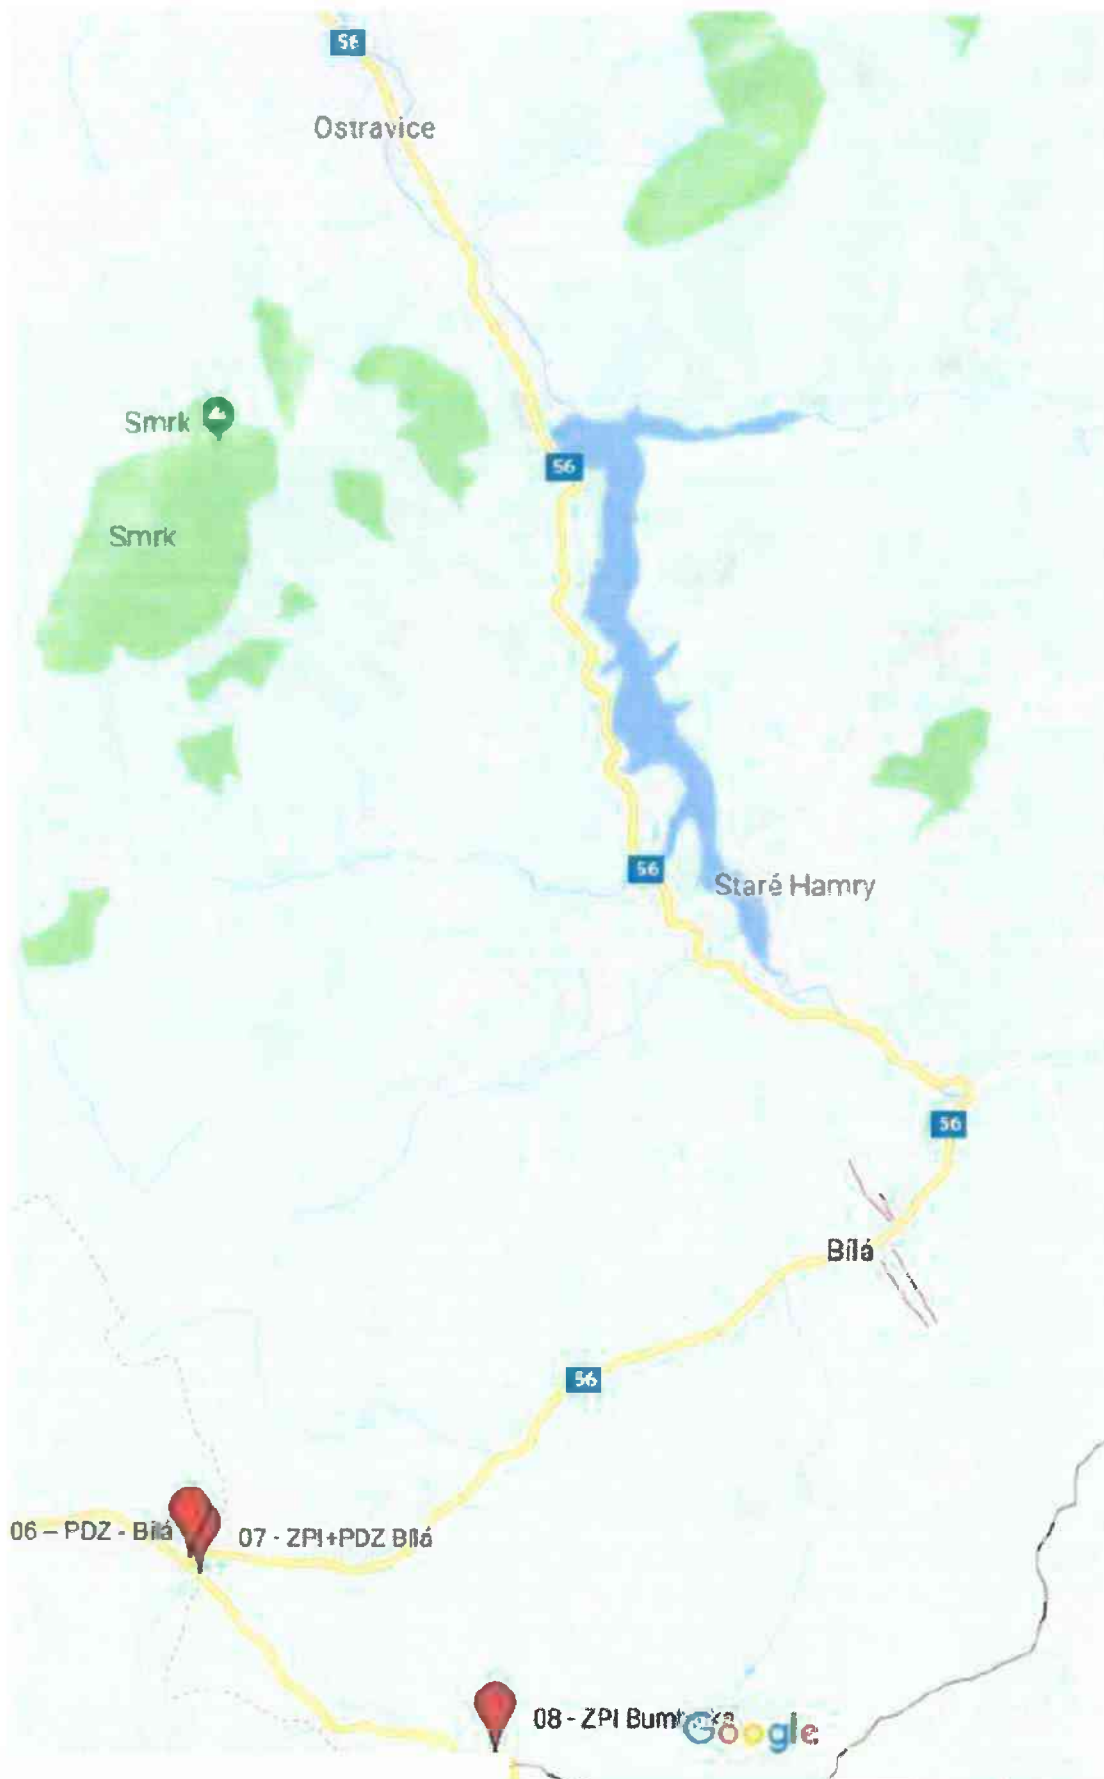 56
Ostravice
Smrk
56
Smrk
56
Staré Hamry
56
Bílá
56
06 – PDZ - Bílá
07 - ZPI+PDZ Bílá
08 - ZPI
Google